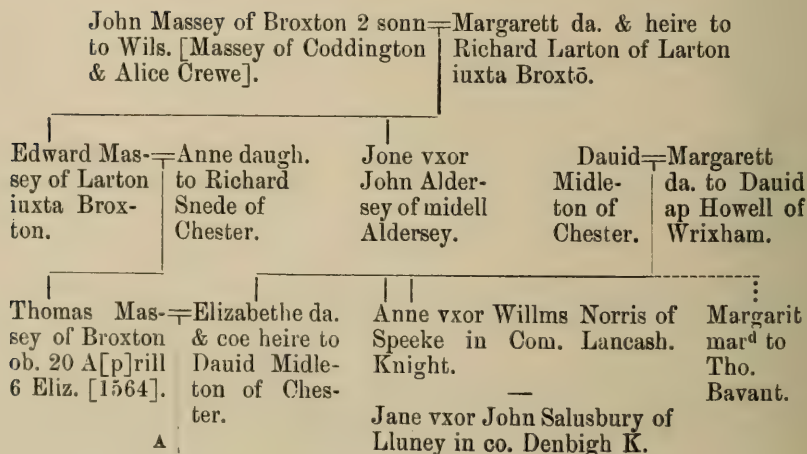 John Massey of Broxton 2 sonn
to Wils. [Massey of Coddington
& Alice Crewe].
Margarett da. & heire to
Richard Larton of Larton
iuxta Broxtō.
Edward Mas-
sey of Larton
iuxta Brox-
ton.
Anne daugh.
to Richard
Snede of
Chester.
Jone vxor
John Alder-
sey of midell
Aldersey.
Dauid
Midle-
ton of
Chester.
Margarett
da. to Dauid
ap Howell of
Wrixham.
Thomas Mas-
sey of Broxton
ob. 20 A[p]rill
6 Eliz. [1564].
Elizabethe da.
& coe heire to
Dauid Midle-
ton of Ches-
ter.
Anne vxor Willms Norris of
Speeke in Com. Lancash.
Knight.
Jane vxor John Salusbury of
Lluney in co. Denbigh K.
Margarit
mard to
Tho.
Bavant.
A